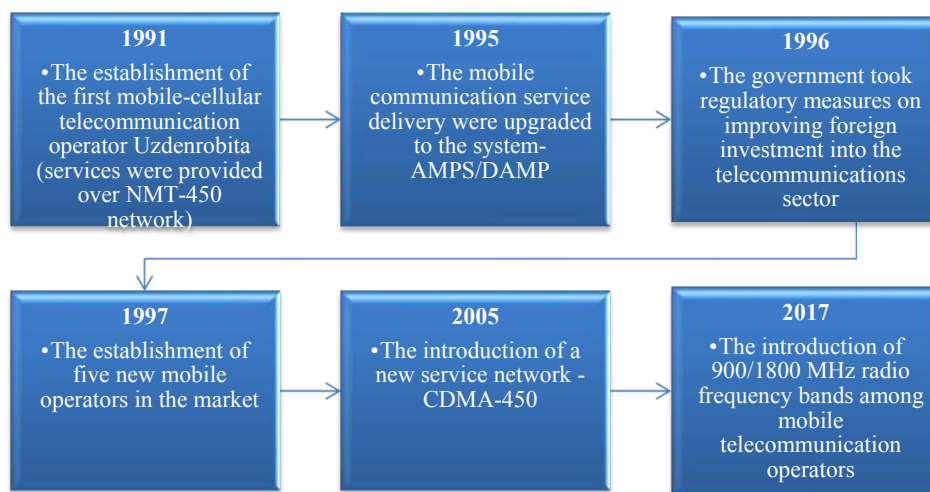 1991
•The establishment of
the first mobile-cellular
telecommunication
operator Uzdenrobita
(services were provided
over NMT-450
network)
1995
•The mobile
communication service
delivery were upgraded
to the system-
AMPS/DAMP
1996
•The government took
regulatory measures on
improving foreign
investment into the
telecommunications
sector
1997
•The establishment of
five new mobile
operators in the market
2005
•The introduction of a
new service network -
CDMA-450
2017
•The introduction of
900/1800 MHz radio
frequency bands among
mobile
telecommunication
operators